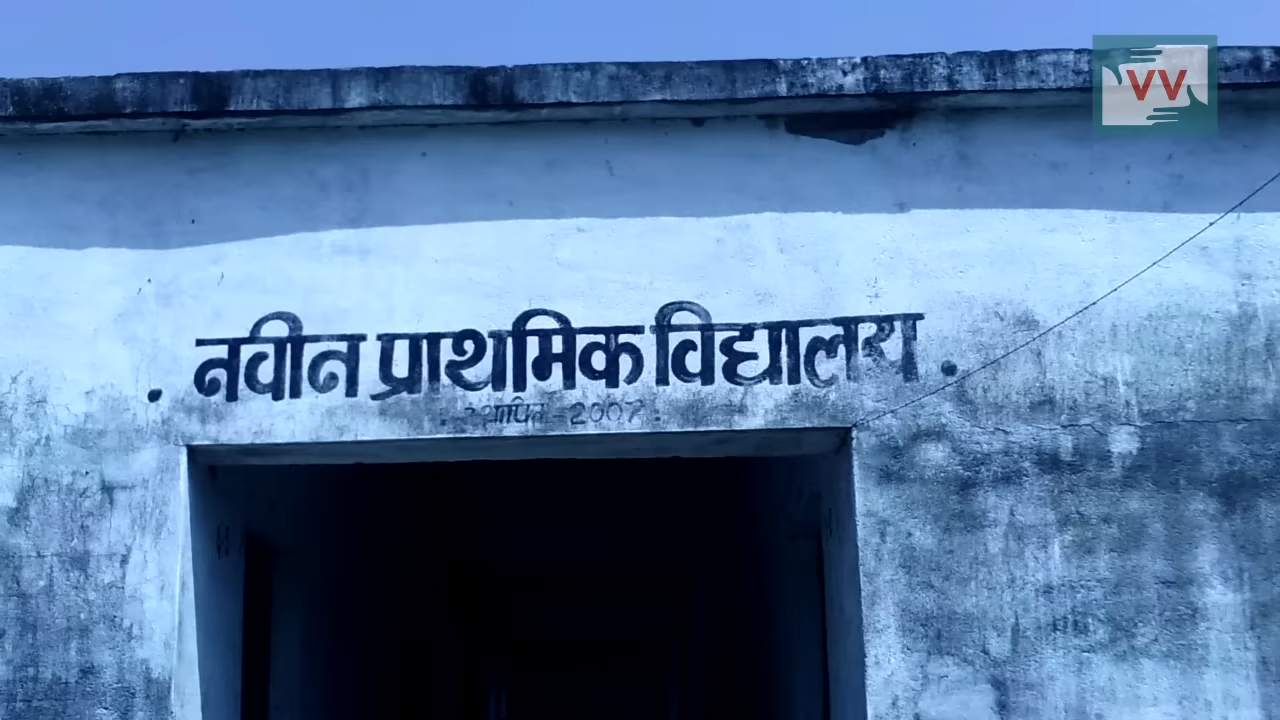 VV
. नवीन प्राथमिक विद्यालय .
: स्थापित - 2007 :